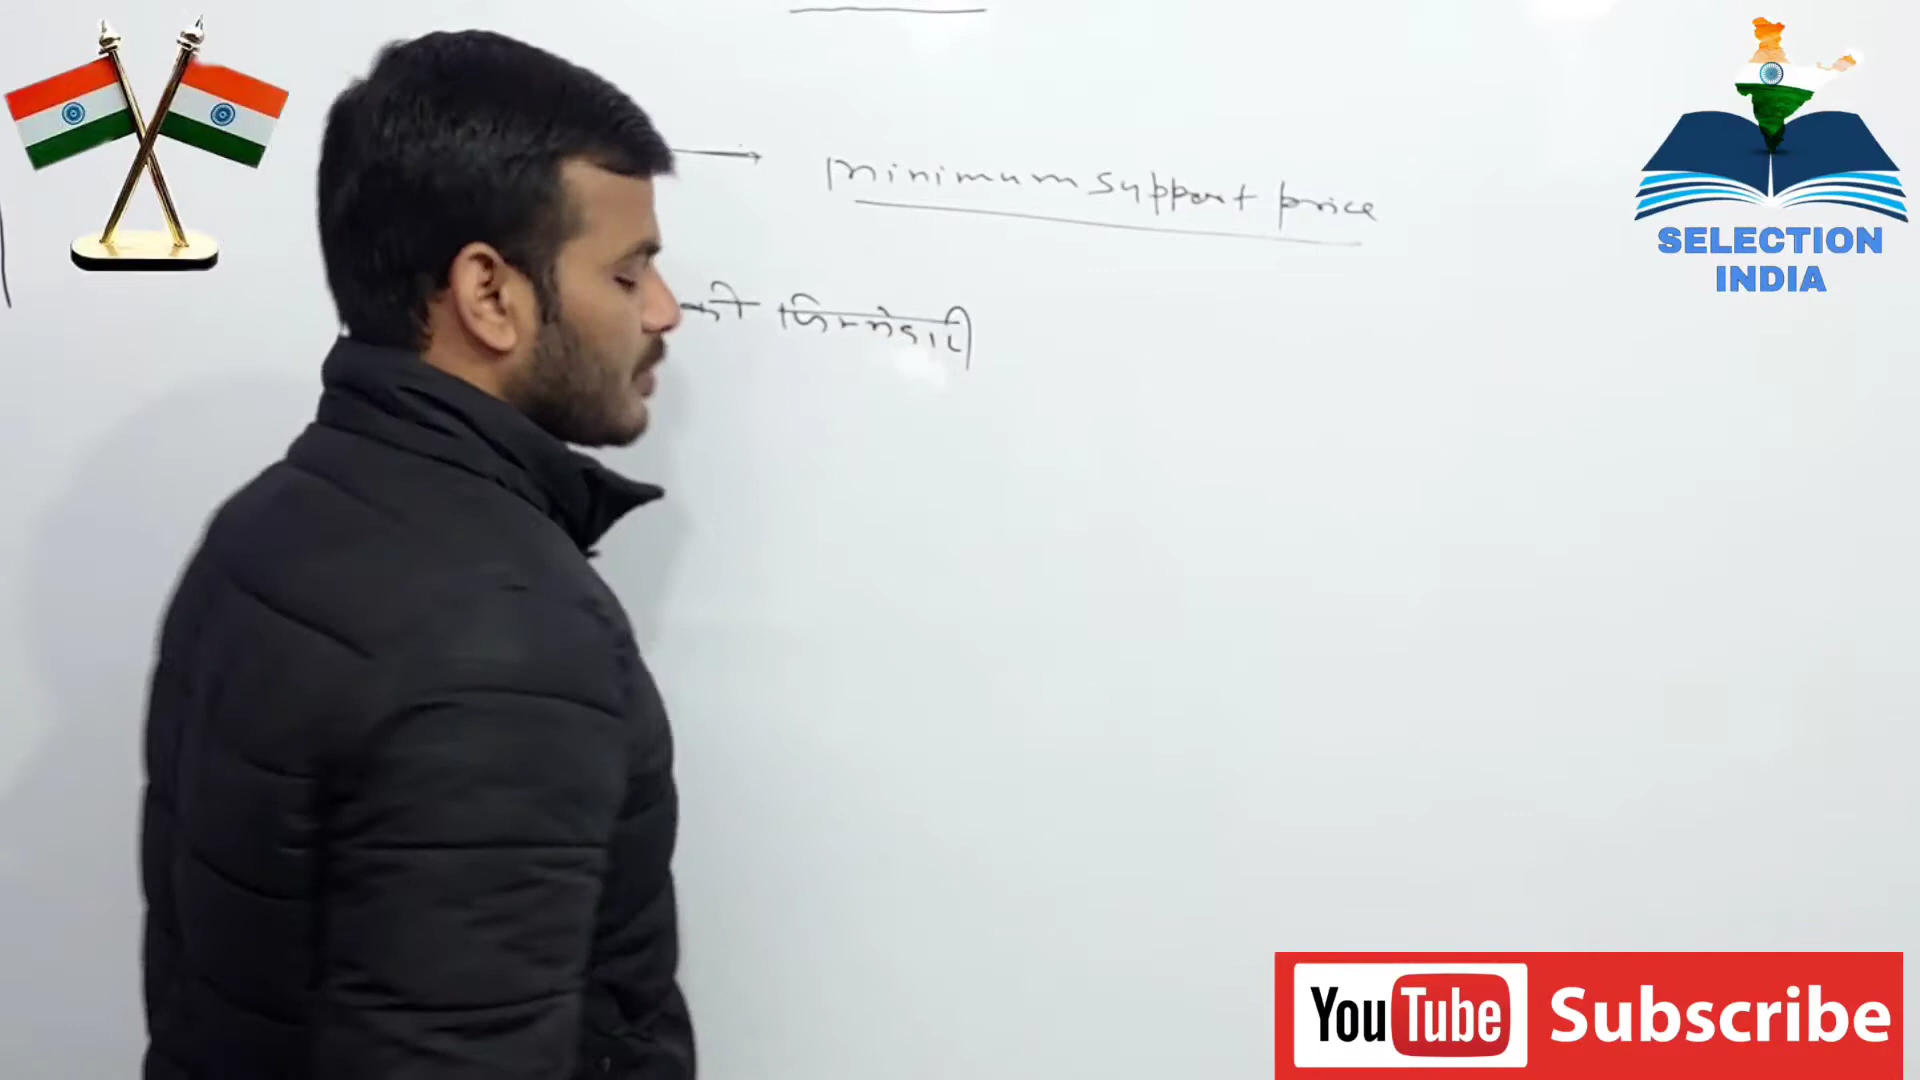 minimum support price
की जिम्मेदारी
SELECTION
INDIA
YouTube Subscribe